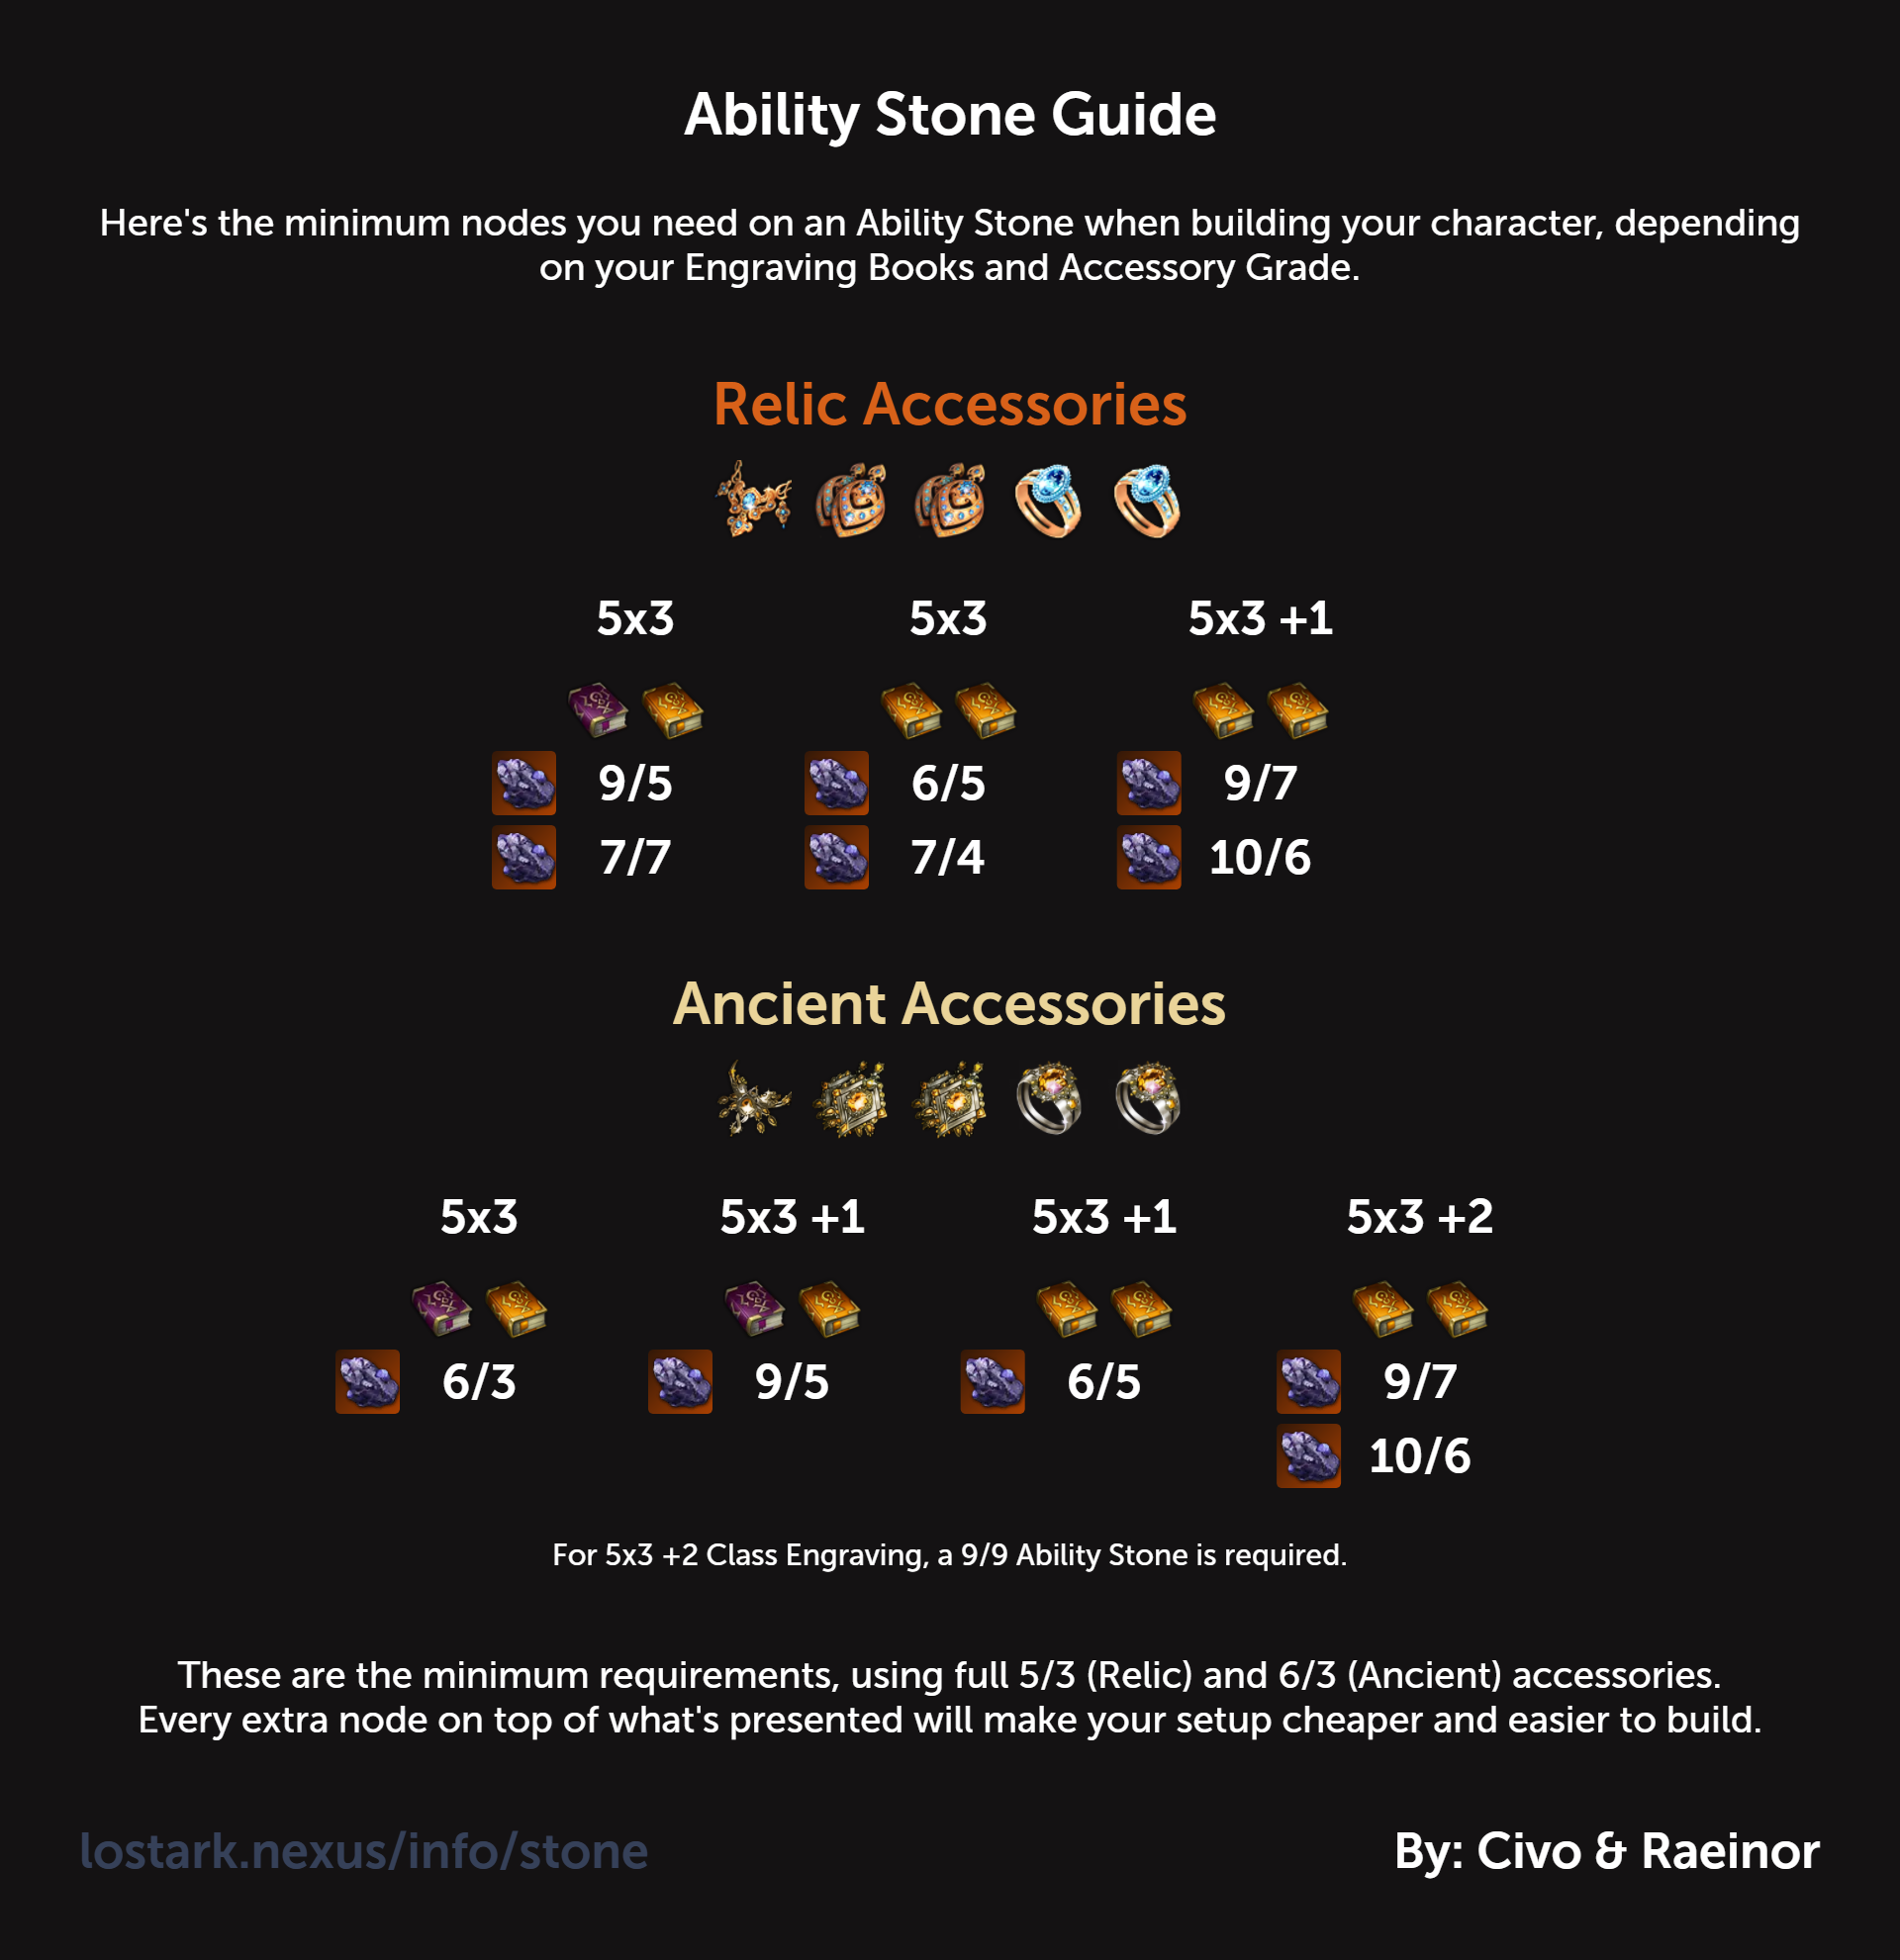 Ability Stone Guide
Here's the minimum nodes you need on an Ability Stone when building your character, depending
on your Engraving Books and Accessory Grade.
Relic Accessories
5x3 5x3 5x3 +1
9/5 6/5 9/7
7/7 7/4 10/6
Ancient Accessories
5x3 5x3 +1 5x3 +1 5x3 +2
6/3 9/5 6/5 9/7
10/6
For 5x3 +2 Class Engraving, a 9/9 Ability Stone is required.
These are the minimum requirements, using full 5/3 (Relic) and 6/3 (Ancient) accessories.
Every extra node on top of what's presented will make your setup cheaper and easier to build.
lostark.nexus/info/stone
By: Civo & Raeinor